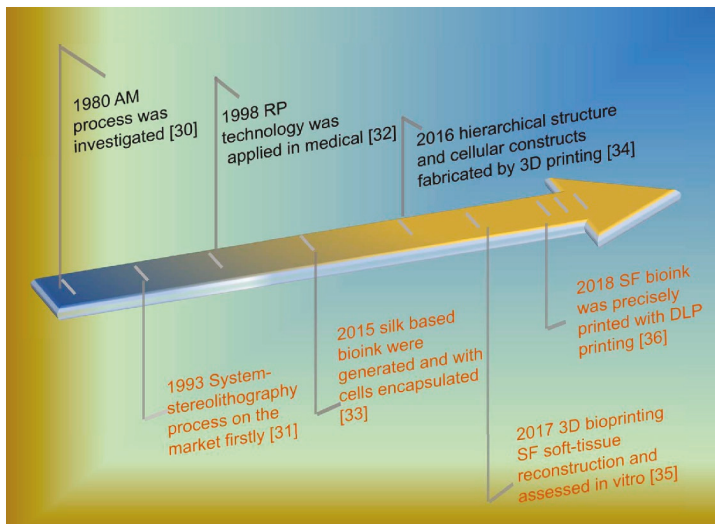 1980 AM
process was
investigated [30]
1998 RP
technology was
applied in medical [32]
2016 hierarchical structure
and cellular constructs
fabricated by 3D printing [34]
1993 System-
stereolithography
process on the
market firstly [31]
2015 silk based
bioink were
generated and with
cells encapsulated
[33]
2017 3D bioprinting
SF soft-tissue
reconstruction and
assessed in vitro [35]
2018 SF bioink
was precisely
printed with DLP
printing [36]